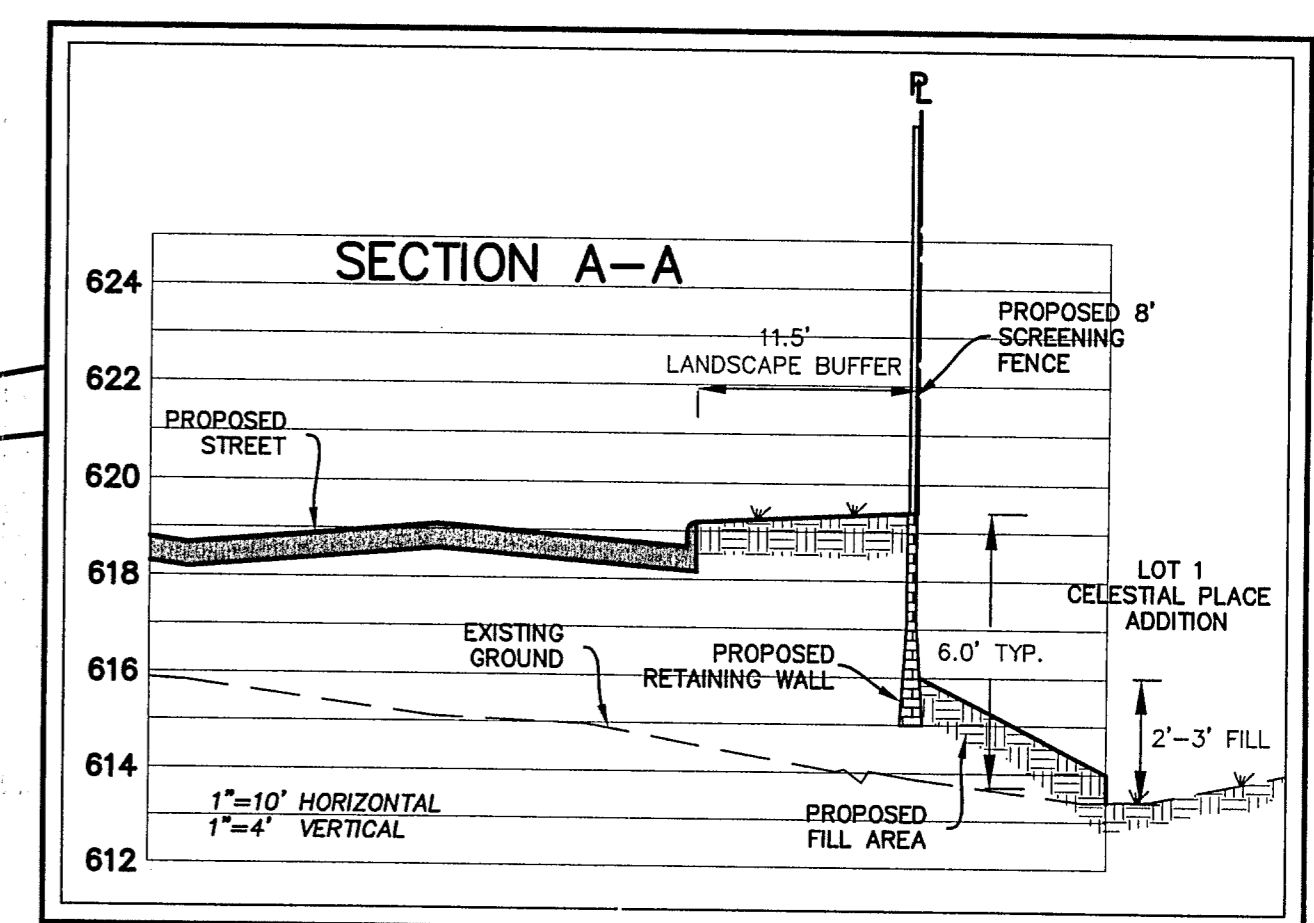 PL
SECTION A-A
624
622
620
618
616
614
612
11.5'
LANDSCAPE BUFFER
PROPOSED 8'
SCREENING
FENCE
PROPOSED
STREET
LOT 1
CELESTIAL PLACE
ADDITION
EXISTING
GROUND
PROPOSED
RETAINING WALL
6.0' TYP.
2'-3' FILL
1"=10' HORIZONTAL
1"=4' VERTICAL
PROPOSED
FILL AREA